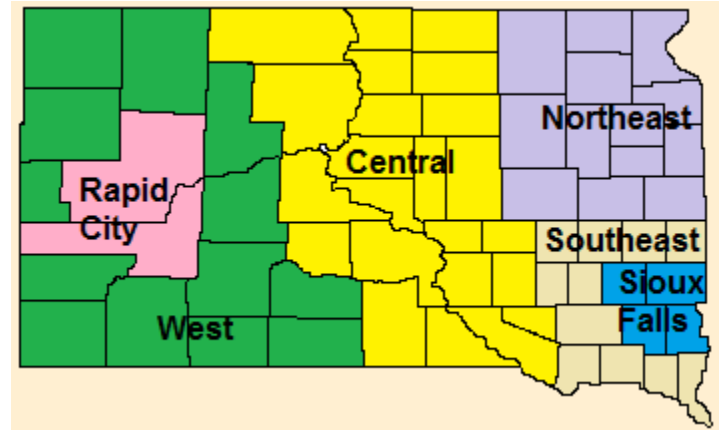 Northeast
Central
Rapid
City
Southeast
Sioux
Falls
West